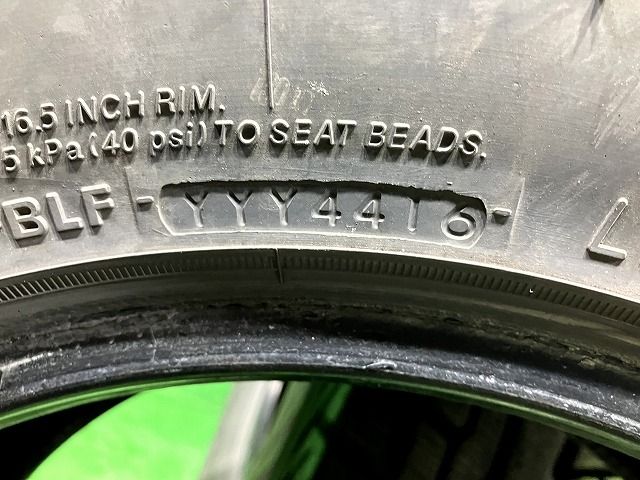 16.5 INCH RIM.
5 kPa (40 psi) TO SEAT BEADS.
BLF - YYY4416 - L